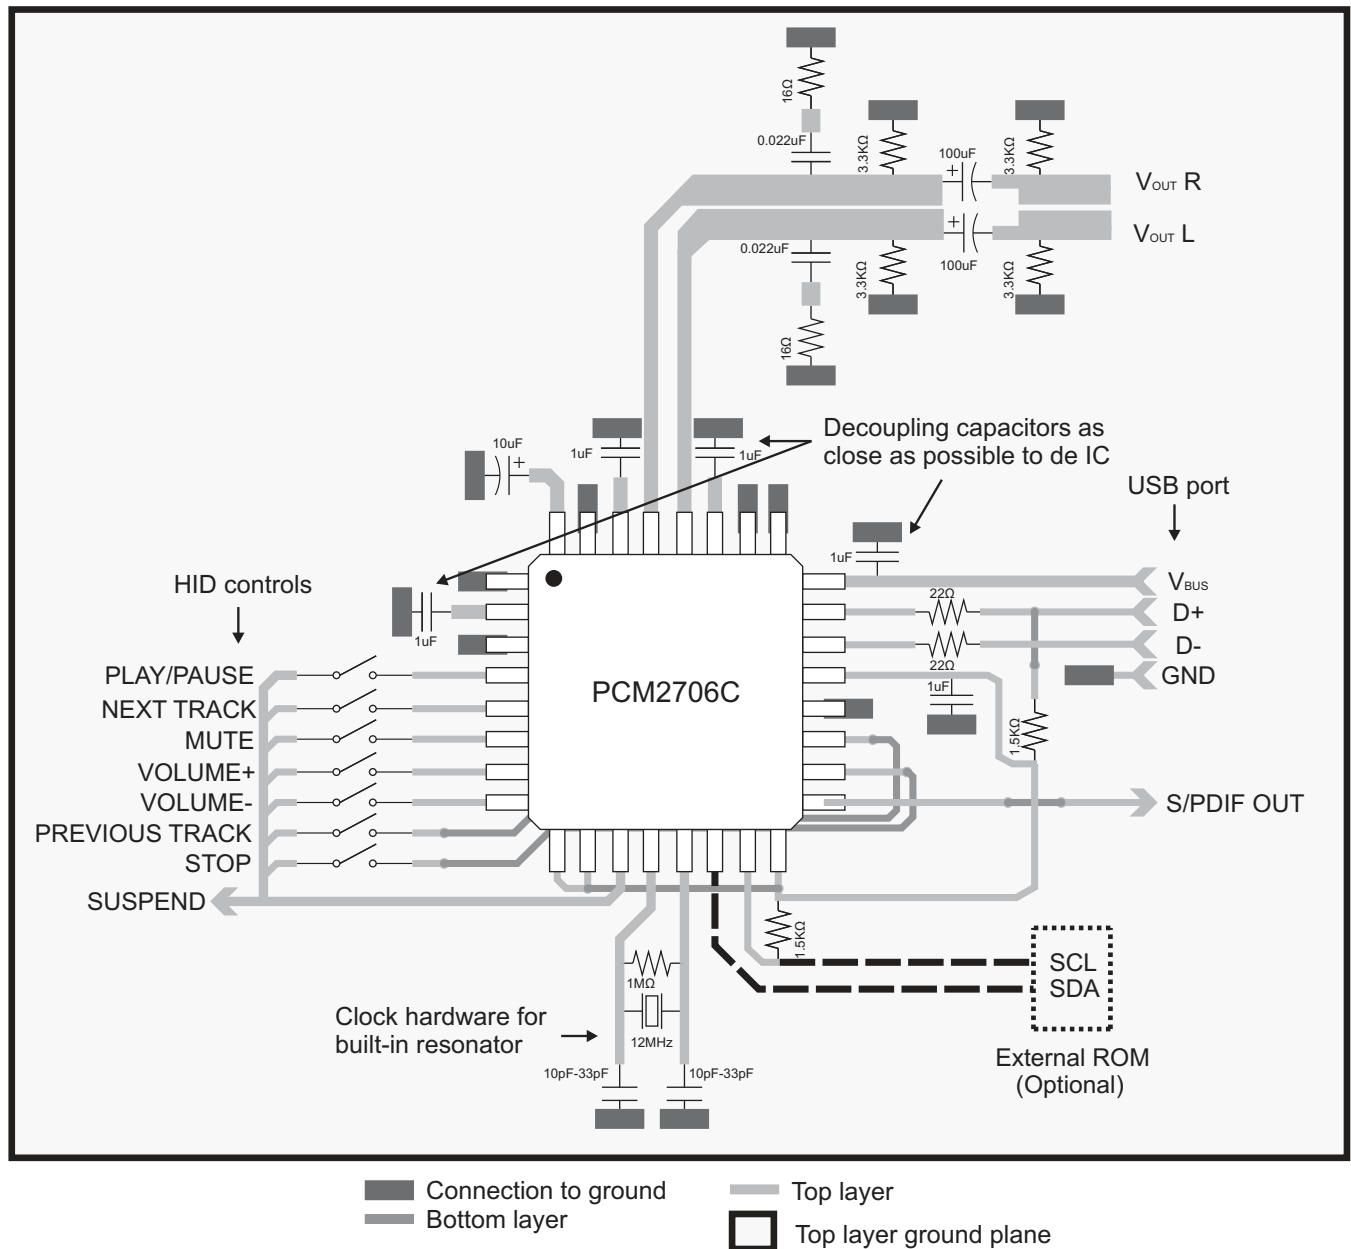 16Ω
0.022uF
3.3KΩ
100uF
3.3KΩ
+
VOUT R
+
VOUT L
0.022uF
3.3KΩ
100uF
3.3KΩ
16Ω
10uF
+
1uF
1uF
Decoupling capacitors as
close as possible to de IC
USB port
1uF
HID controls
VBUS
22Ω
D+
1uF
D-
22Ω
GND
1uF
PLAY/PAUSE
NEXT TRACK
MUTE
VOLUME+
VOLUME-
PREVIOUS TRACK
STOP
SUSPEND
PCM2706C
1.5KΩ
S/PDIF OUT
1.5KΩ
SCL
SDA
1MΩ
Clock hardware for
built-in resonator
12MHz
External ROM
(Optional)
10pF-33pF
10pF-33pF
Connection to ground
Top layer
Bottom layer
Top layer ground plane